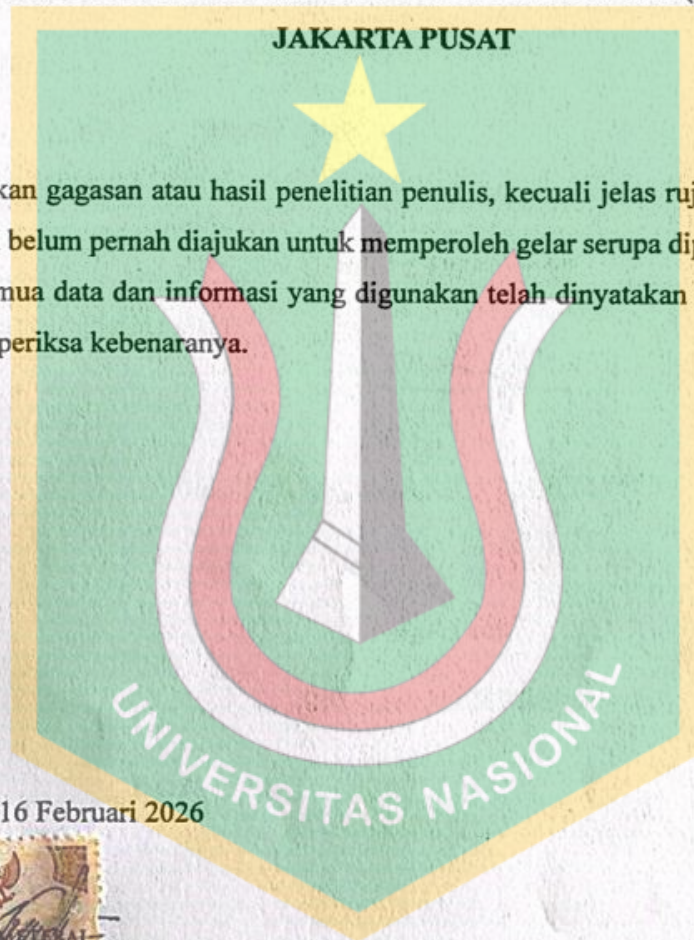 JAKARTA PUSAT
kan gagasan atau hasil penelitian penulis, kecuali jelas ruj
belum pernah diajukan untuk memperoleh gelar serupa dip
mua data dan informasi yang digunakan telah dinyatakan
periksa kebenaranya.
UNIVERSITAS NASIONAL
16 Februari 2026